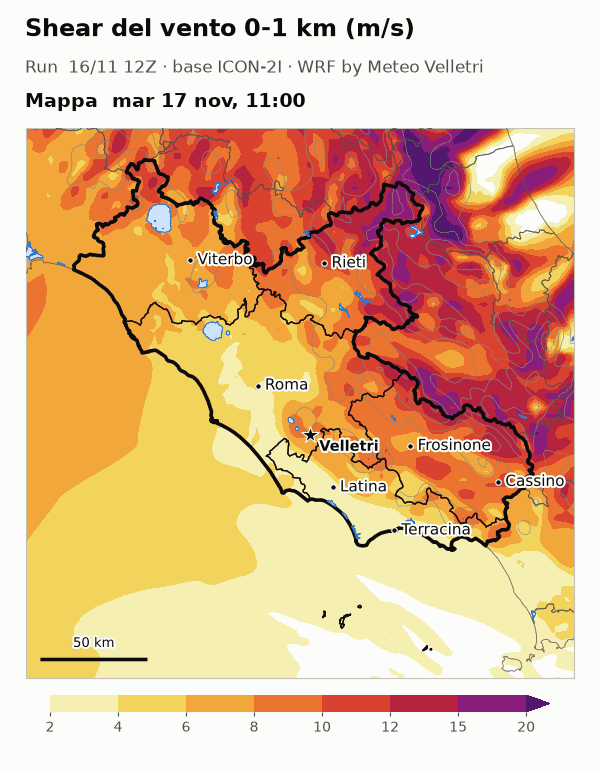 Shear del vento 0-1 km (m/s)
Run  16/11 12Z · base ICON-2I · WRF by Meteo Velletri
Mappa  mar 17 nov, 11:00
Viterbo
Rieti
Roma
Velletri
Frosinone
Cassino
Latina
Terracina
50 km
2 4 6 8 10 12 15 20